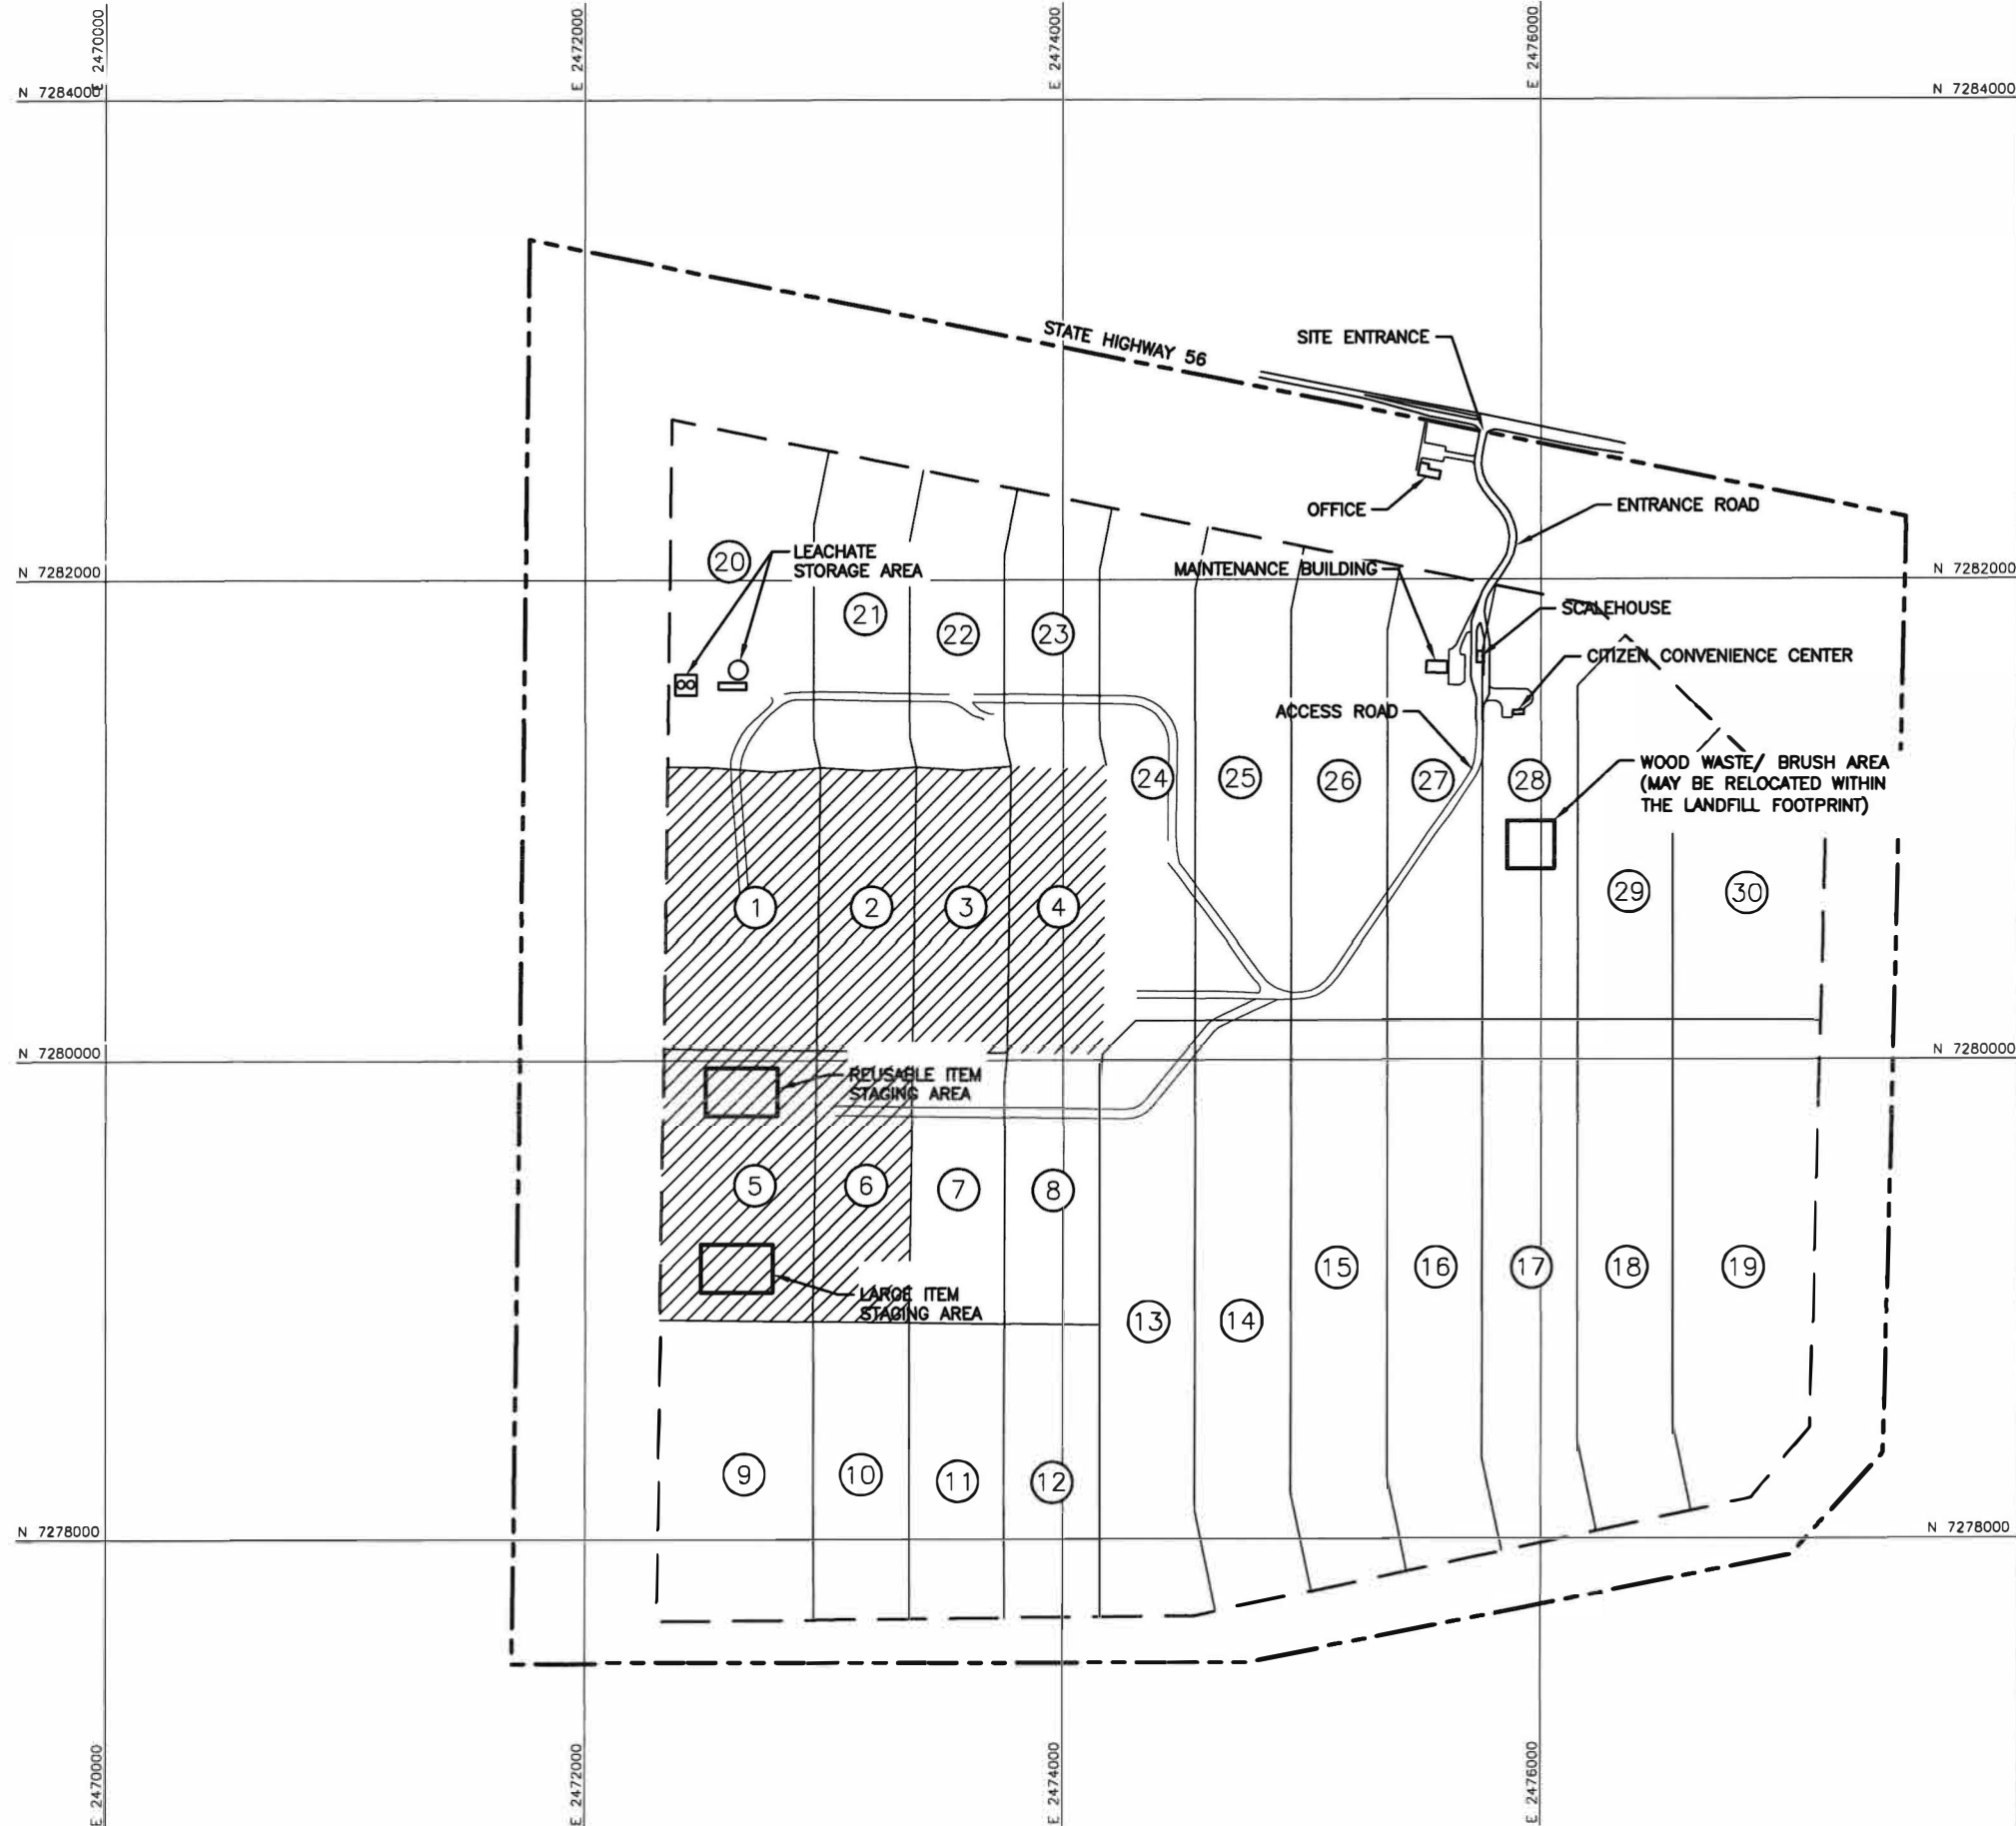 E 2470000
E 2472000
E 2474000
E 2476000
N 7284000
N 7284000
STATE HIGHWAY 56
SITE ENTRANCE
OFFICE
ENTRANCE ROAD
20
LEACHATE
STORAGE AREA
MAINTENANCE BUILDING
N 7282000
N 7282000
21
22
23
SCALEHOUSE
CITIZEN CONVENIENCE CENTER
ACCESS ROAD
24
25
26
27
28
WOOD WASTE/ BRUSH AREA
(MAY BE RELOCATED WITHIN
THE LANDFILL FOOTPRINT)
29
30
1
2
3
4
N 7280000
N 7280000
REUSABLE ITEM
STAGING AREA
5
6
7
8
15
16
17
18
19
LARGE ITEM
STAGING AREA
13
14
9
10
11
12
N 7278000
N 7278000
E 2470000
E 2472000
E 2474000
E 2476000